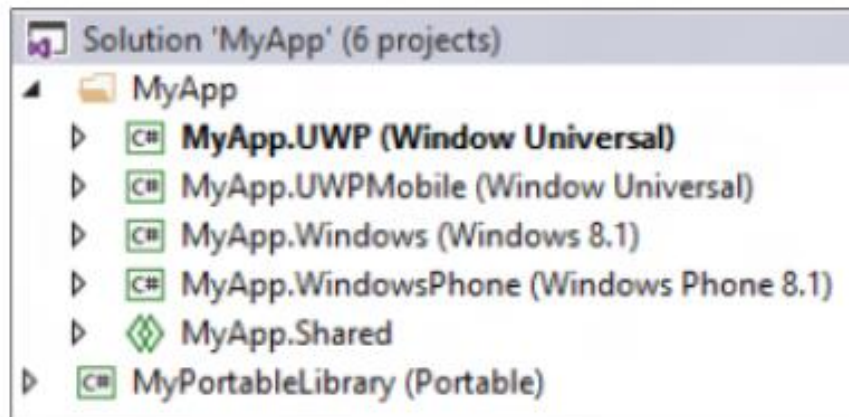 Solution 'MyApp' (6 projects)
MyApp
C# MyApp.UWP (Window Universal)
C# MyApp.UWPMobile (Window Universal)
C# MyApp.Windows (Windows 8.1)
C# MyApp.WindowsPhone (Windows Phone 8.1)
MyApp.Shared
C# MyPortableLibrary (Portable)